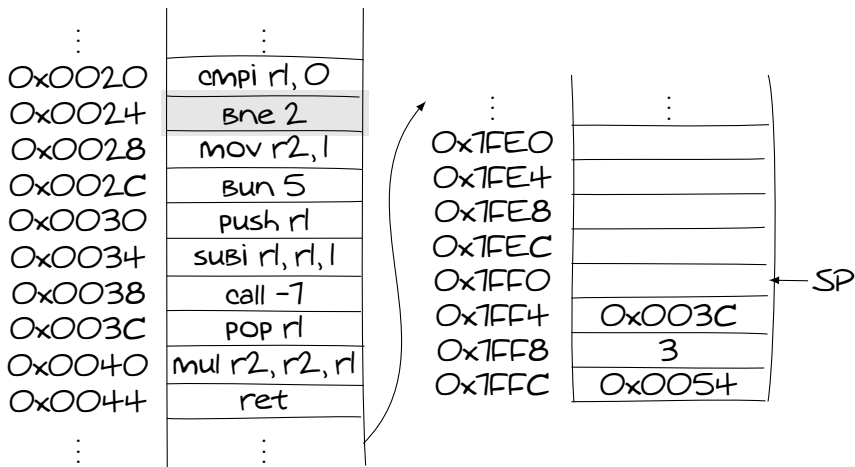 ⋮ ⋮
0x0020 cmpi r1, 0
0x0024 bne 2
0x0028 mov r2, 1
0x002C bun 5
0x0030 push r1
0x0034 subi r1, r1, 1
0x0038 call -7
0x003C pop r1
0x0040 mul r2, r2, r1
0x0044 ret
⋮ ⋮
⋮ ⋮
0x7FE0
0x7FE4
0x7FE8
0x7FEC
0x7FF0 SP
0x7FF4 0x003C
0x7FF8 3
0x7FFC 0x0054